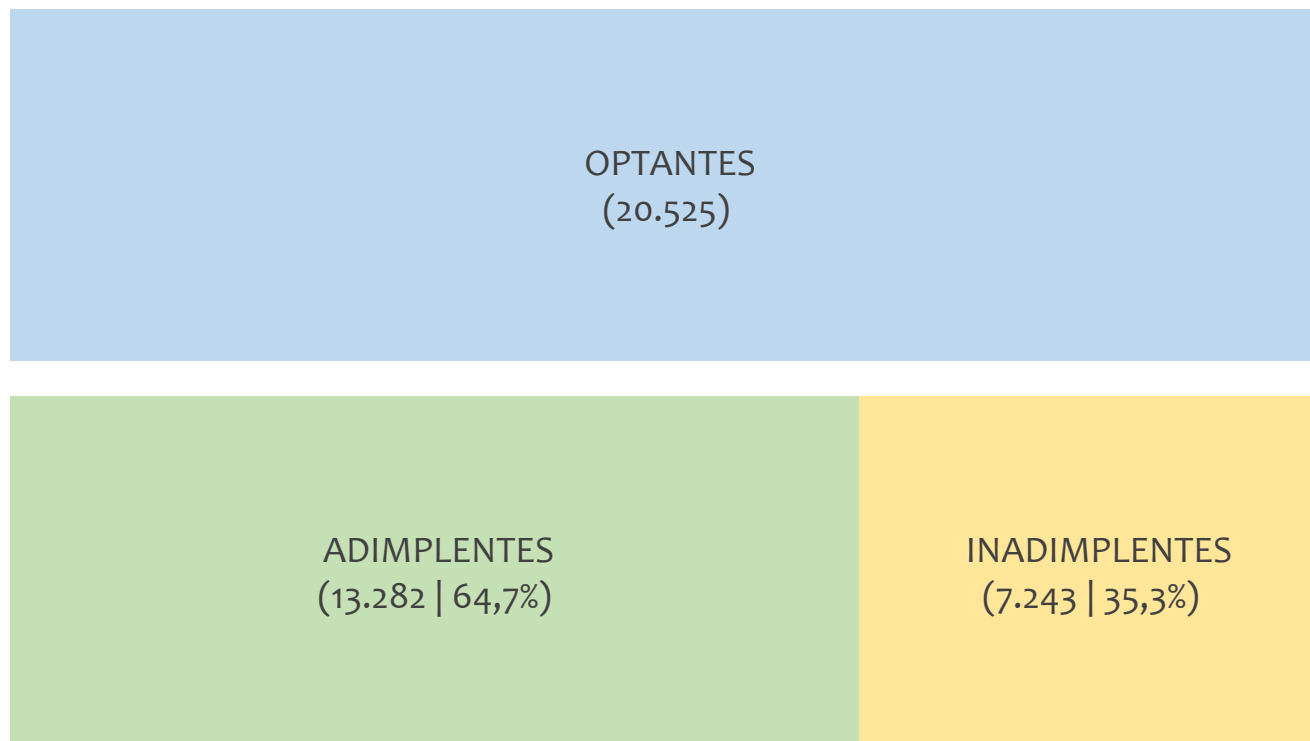 OPTANTES
(20.525)
ADIMPLENTES
(13.282 | 64,7%)
INADIMPLENTES
(7.243 | 35,3%)